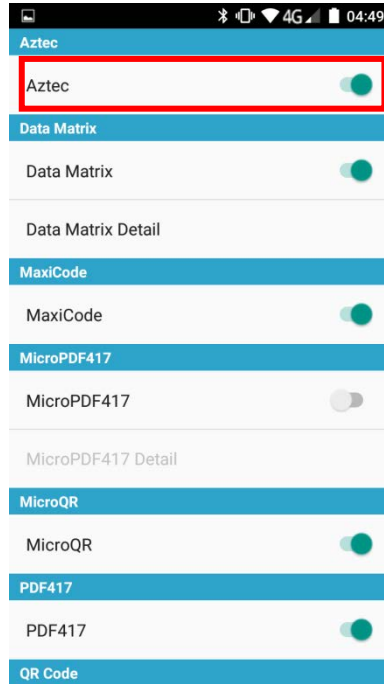 4G 04:49
Aztec
Aztec
Data Matrix
Data Matrix
Data Matrix Detail
MaxiCode
MaxiCode
MicroPDF417
MicroPDF417
MicroPDF417 Detail
MicroQR
MicroQR
PDF417
PDF417
QR Code